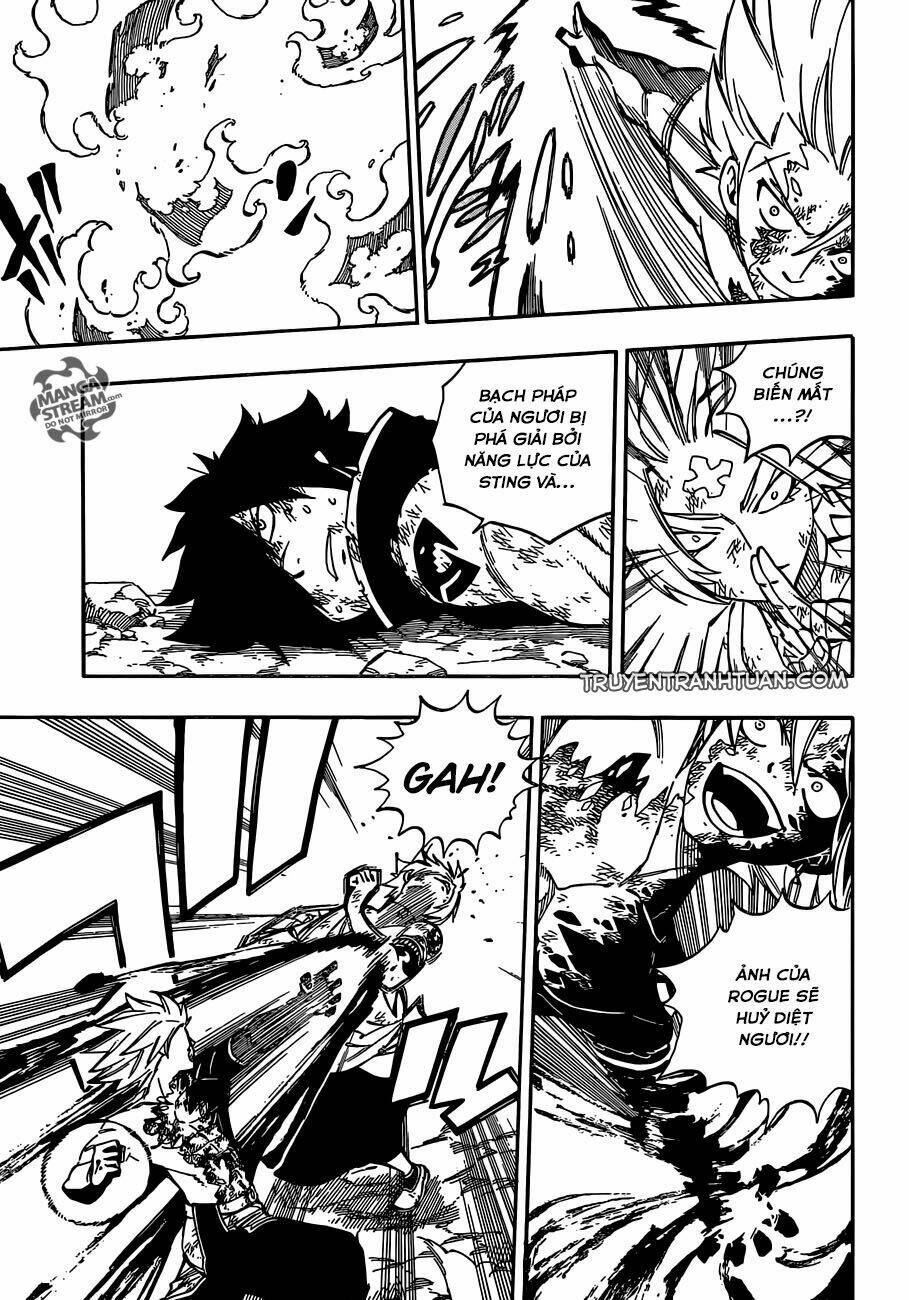 CHÚNG
BIẾN MẤT
...?!
BẠCH PHÁP
CỦA NGƯƠI BỊ
PHÁ GIẢI BỞI
NĂNG LỰC CỦA
STING VÀ...
MANGA
STREAM.com
DO NOT MIRROR
TRUYENTRANHTUAN.COM
ẢNH CỦA
ROGUE SẼ
HUỶ DIỆT
NGƯƠI!!
GAH!